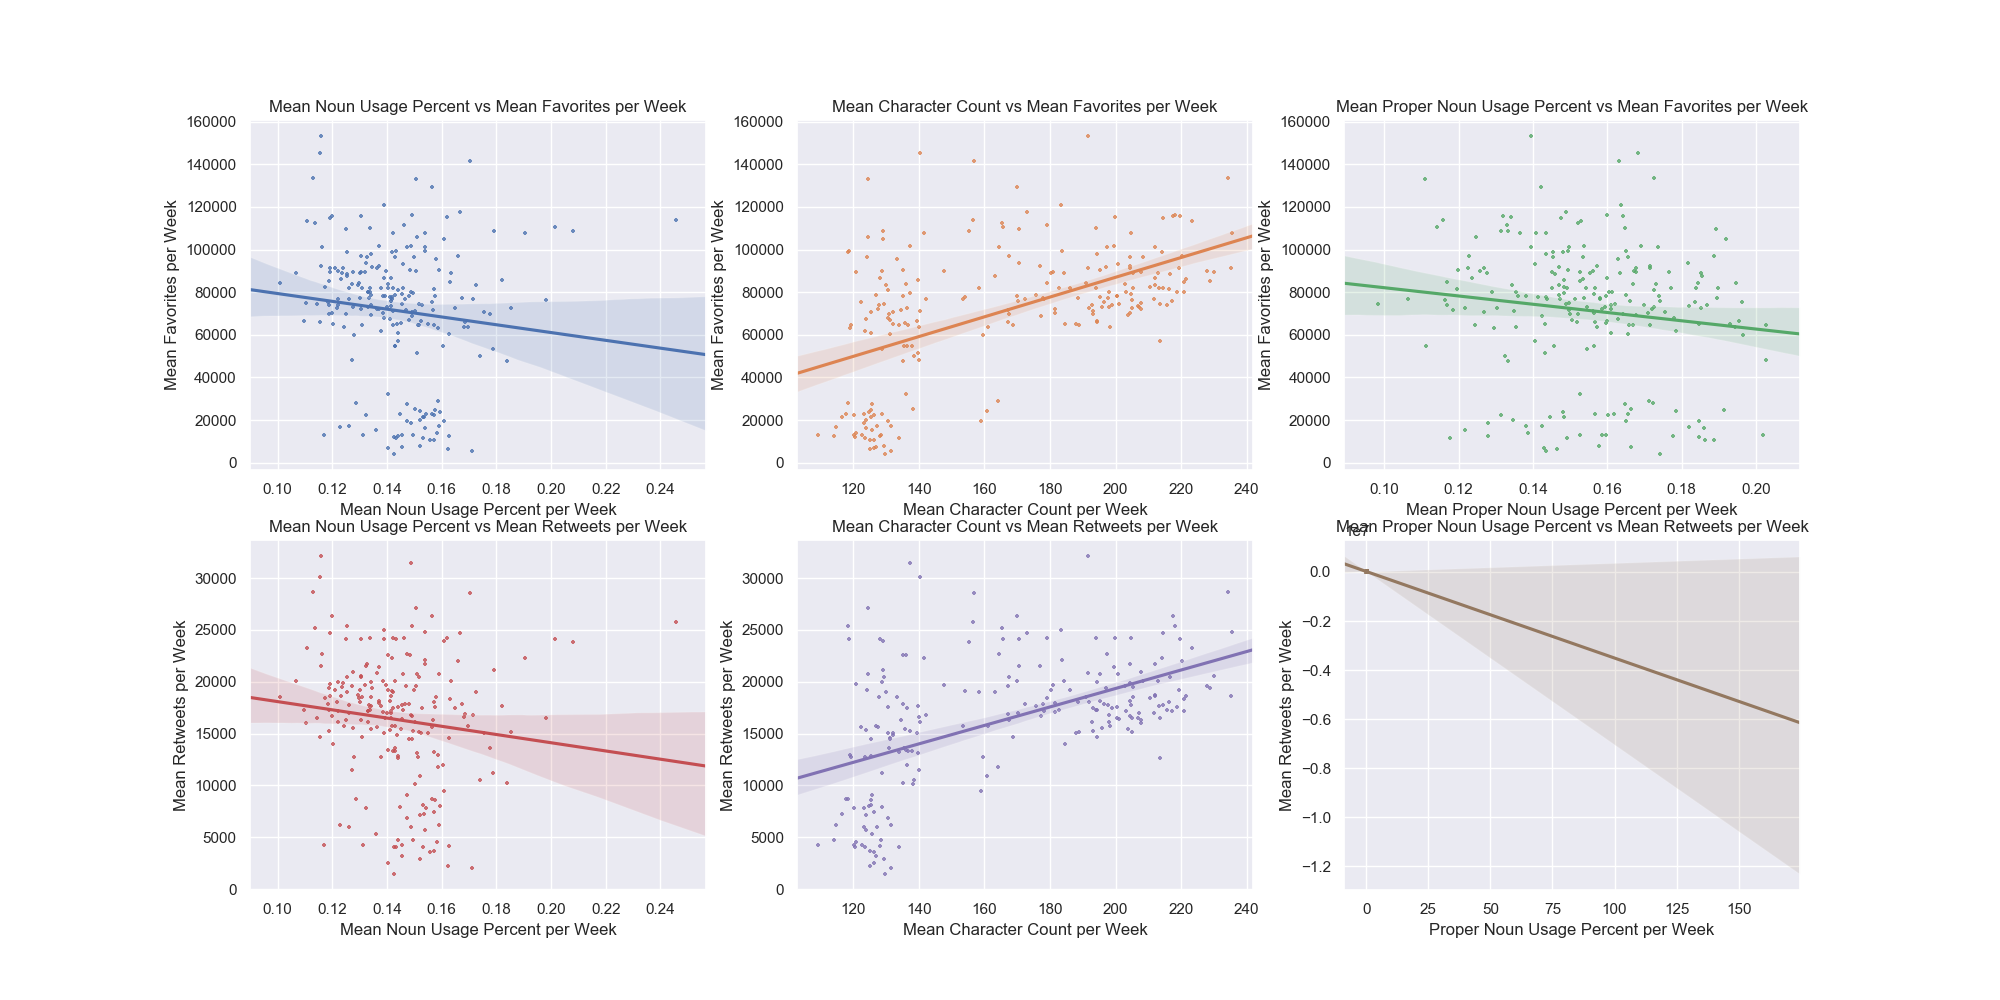 Mean Noun Usage Percent vs Mean Favorites per Week
Mean Favorites per Week
160000
140000
120000
100000
80000
60000
40000
20000
0
0.10 0.12 0.14 0.16 0.18 0.20 0.22 0.24
Mean Noun Usage Percent per Week
Mean Character Count vs Mean Favorites per Week
Mean Favorites per Week
160000
140000
120000
100000
80000
60000
40000
20000
0
120 140 160 180 200 220 240
Mean Character Count per Week
Mean Proper Noun Usage Percent vs Mean Favorites per Week
Mean Favorites per Week
160000
140000
120000
100000
80000
60000
40000
20000
0
0.10 0.12 0.14 0.16 0.18 0.20
Mean Proper Noun Usage Percent per Week
Mean Noun Usage Percent vs Mean Retweets per Week
Mean Retweets per Week
30000
25000
20000
15000
10000
5000
0
0.10 0.12 0.14 0.16 0.18 0.20 0.22 0.24
Mean Noun Usage Percent per Week
Mean Character Count vs Mean Retweets per Week
Mean Retweets per Week
30000
25000
20000
15000
10000
5000
0
120 140 160 180 200 220 240
Mean Character Count per Week
Mean Proper Noun Usage Percent vs Mean Retweets per Week
1e7
Mean Retweets per Week
0.0
−0.2
−0.4
−0.6
−0.8
−1.0
−1.2
0 25 50 75 100 125 150
Proper Noun Usage Percent per Week